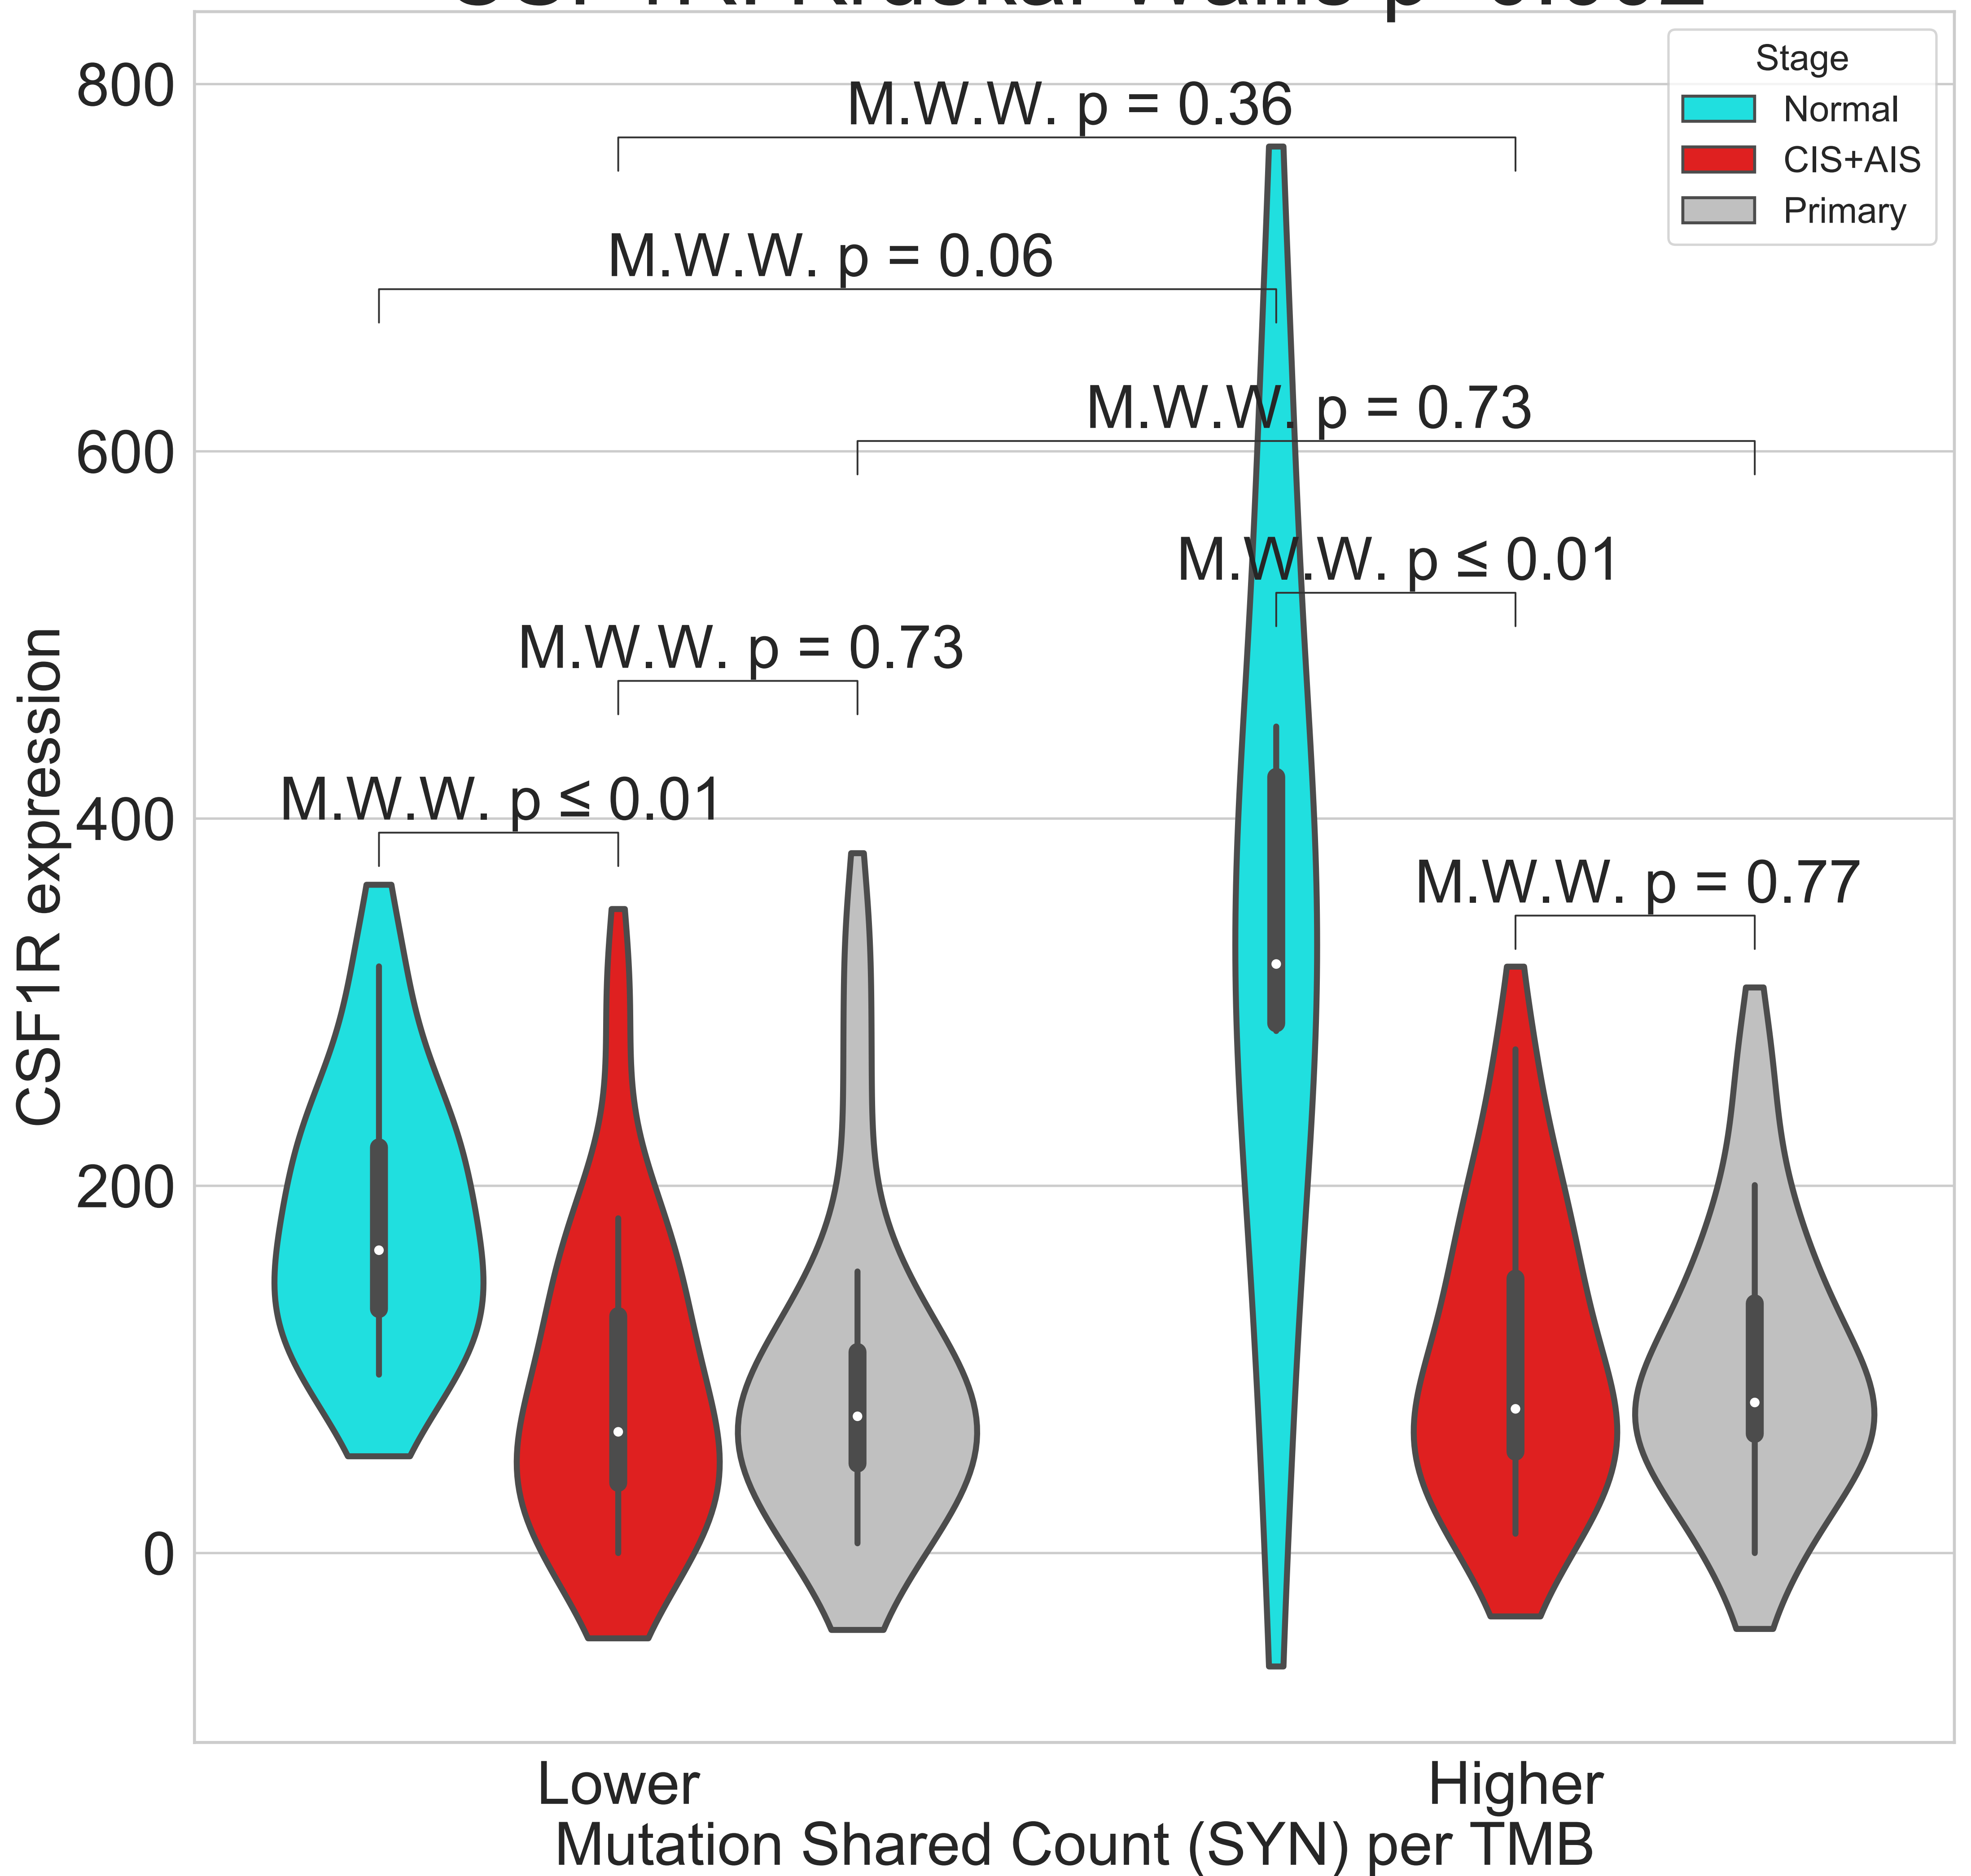 800
600
400
200
0
CSF1R expression
M.W.W. p = 0.36
M.W.W. p = 0.06
M.W.W. p = 0.73
M.W.W. p ≤ 0.01
M.W.W. p = 0.73
M.W.W. p ≤ 0.01
M.W.W. p = 0.77
Stage
Normal
CIS+AIS
Primary
Lower
Higher
Mutation Shared Count (SYN) per TMB